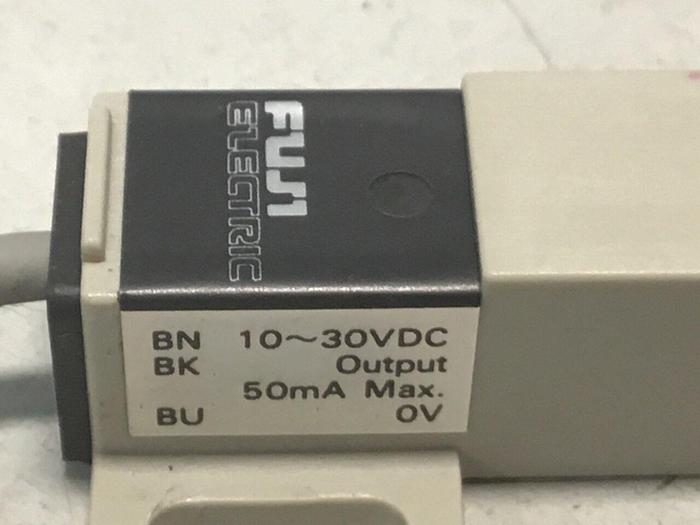 FUJI
ELECTRIC
BN 10～30VDC
BK Output
50mA Max.
BU 0V